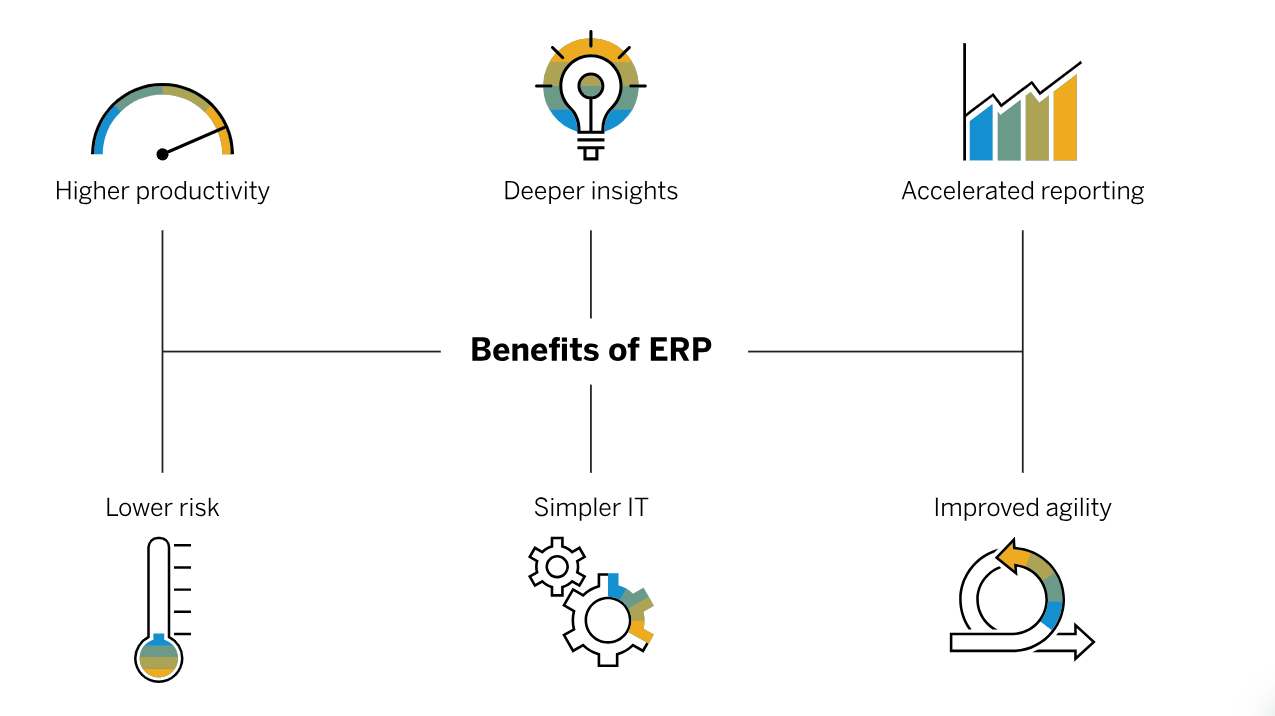 Higher productivity
Deeper insights
Accelerated reporting
Benefits of ERP
Lower risk
Simpler IT
Improved agility